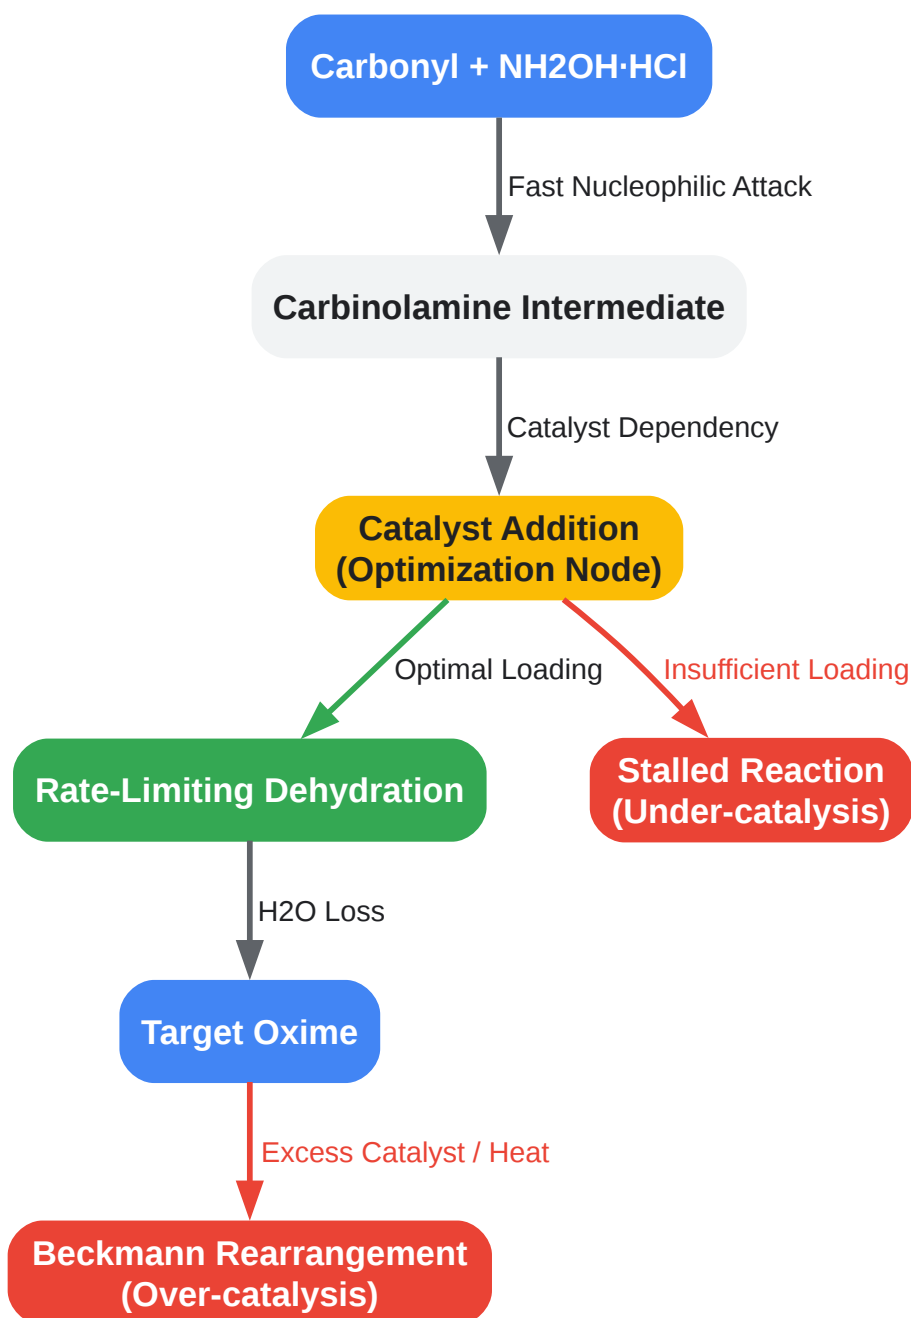 Carbonyl + NH2OH·HCl
Fast Nucleophilic Attack
Carbinolamine Intermediate
Catalyst Dependency
Catalyst Addition
(Optimization Node)
Optimal Loading
Insufficient Loading
Rate-Limiting Dehydration
Stalled Reaction
(Under-catalysis)
H2O Loss
Target Oxime
Excess Catalyst / Heat
Beckmann Rearrangement
(Over-catalysis)